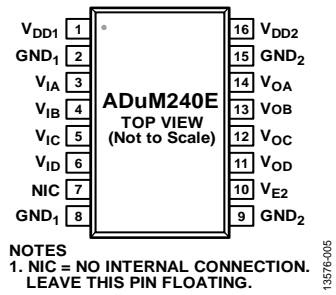 VDD1 1 16 VDD2
GND1 2 15 GND2
VIA 3 14 VOA
VIB 4 13 VOB
VIC 5 12 VOC
VID 6 11 VOD
NIC 7 10 VE2
GND1 8 9 GND2
ADuM240E
TOP VIEW
(Not to Scale)
NOTES
1. NIC = NO INTERNAL CONNECTION.
LEAVE THIS PIN FLOATING.
13576-005